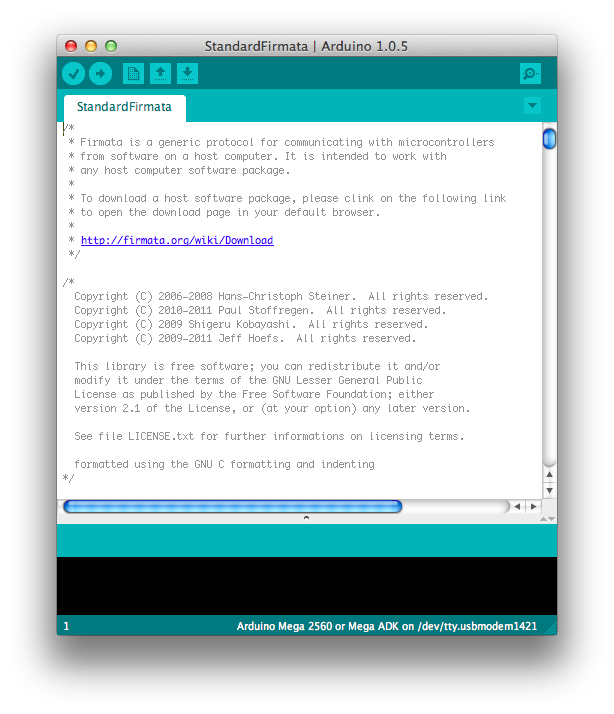 StandardFirmata | Arduino 1.0.5
StandardFirmata
/*
* Firmata is a generic protocol for communicating with microcontrollers
* from software on a host computer. It is intended to work with
* any host computer software package.
*
* To download a host software package, please clink on the following link
* to open the download page in your default browser.
*
* http://firmata.org/wiki/Download
*/
/*
Copyright (C) 2006-2008 Hans-Christoph Steiner.  All rights reserved.
Copyright (C) 2010-2011 Paul Stoffregen.  All rights reserved.
Copyright (C) 2009 Shigeru Kobayashi.  All rights reserved.
Copyright (C) 2009-2011 Jeff Hoefs.  All rights reserved.
This library is free software; you can redistribute it and/or
modify it under the terms of the GNU Lesser General Public
License as published by the Free Software Foundation; either
version 2.1 of the License, or (at your option) any later version.
See file LICENSE.txt for further informations on licensing terms.
formatted using the GNU C formatting and indenting
*/
1
Arduino Mega 2560 or Mega ADK on /dev/tty.usbmodem1421